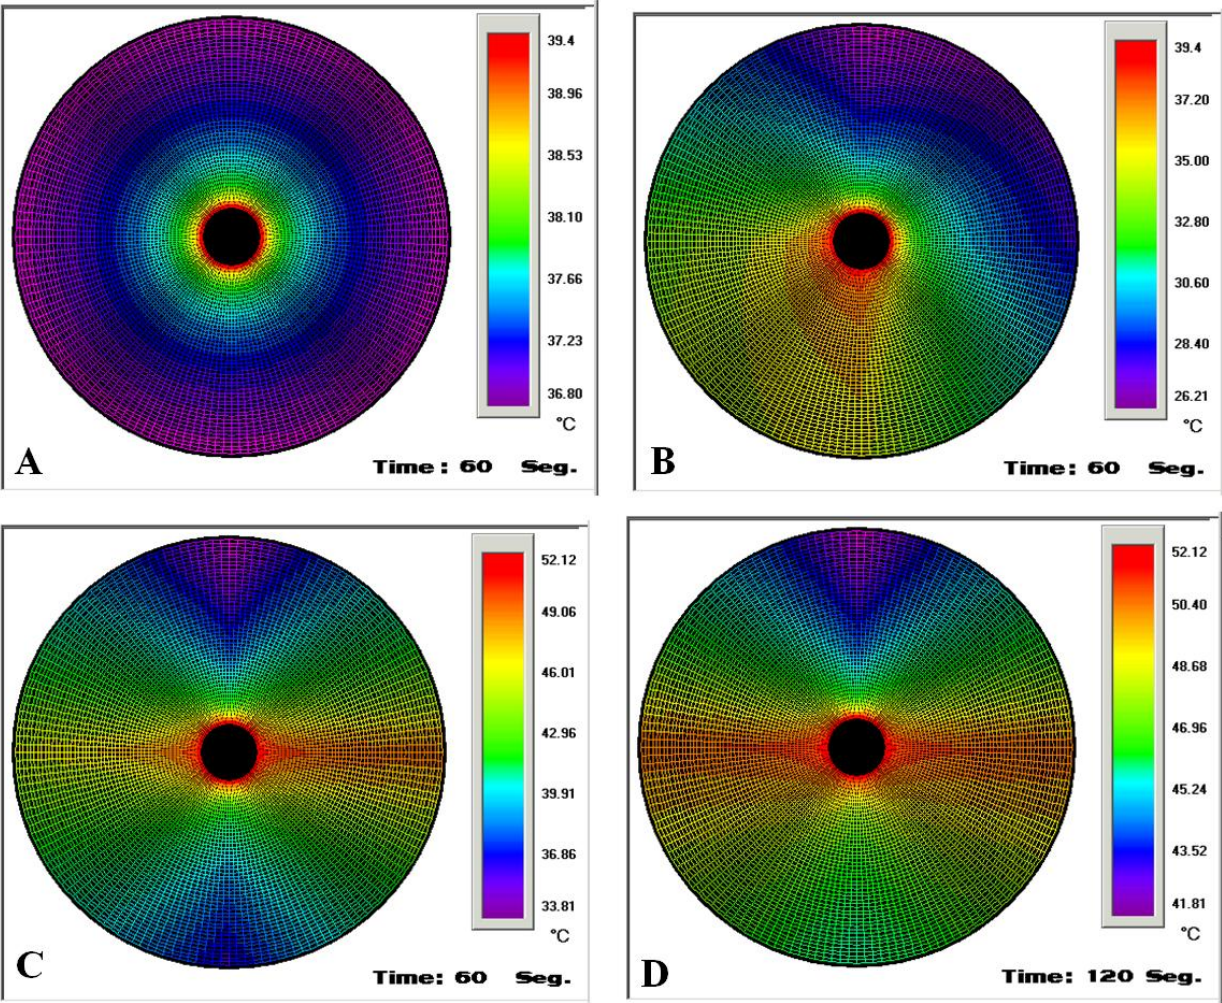 39.4
38.96
38.53
38.10
37.66
37.23
36.80
°C
A
Time: 60 Seg.
39.4
37.20
35.00
32.80
30.60
28.40
26.21
°C
B
Time: 60 Seg.
52.12
49.06
46.01
42.96
39.91
36.86
33.81
°C
C
Time: 60 Seg.
52.12
50.40
48.68
46.96
45.24
43.52
41.81
°C
D
Time: 120 Seg.